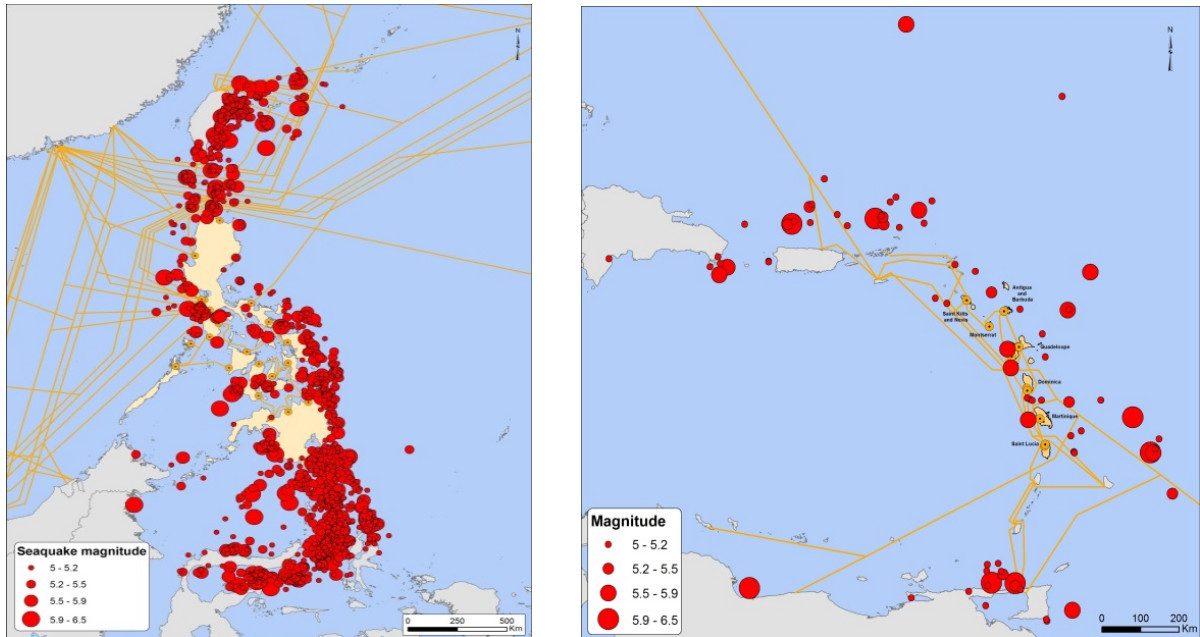 N
Seaquake magnitude
5 - 5.2
5.2 - 5.5
5.5 - 5.9
5.9 - 6.5
0 250 500
Km
N
Antigua
and
Barbuda
Saint Kitts
and Nevis
Montserrat
Guadeloupe
Dominica
Martinique
Saint Lucia
Magnitude
5 - 5.2
5.2 - 5.5
5.5 - 5.9
5.9 - 6.5
0 100 200
Km